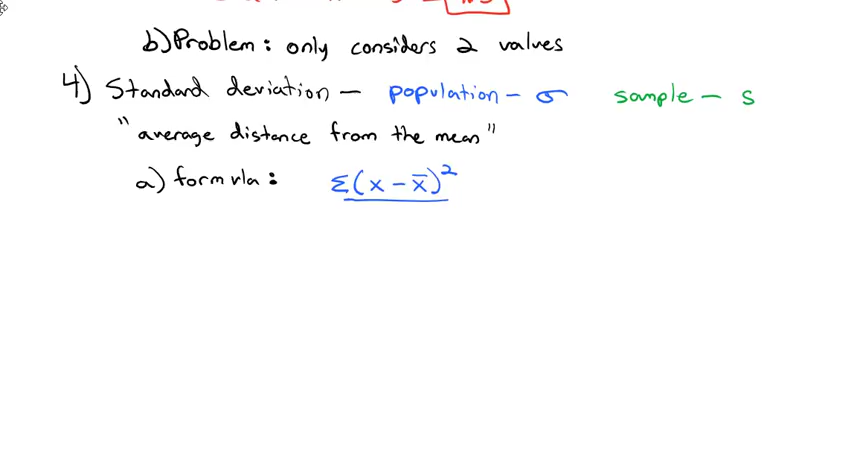 b) Problem: only considers 2 values
4) Standard deviation — population — σ sample — s
"average distance from the mean"
a) formula: Σ(x − x̄)²